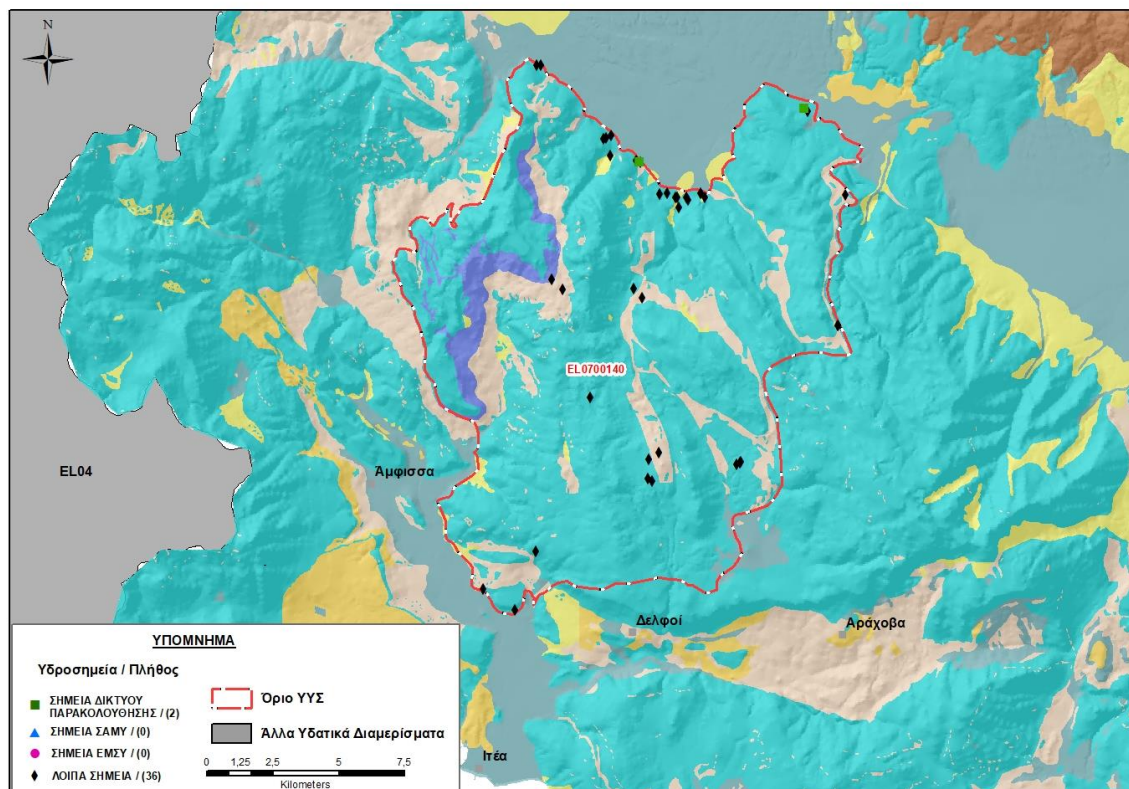 N
EL0700140
EL04
Άμφισσα
Δελφοί
Αράχοβα
Ιτέα
ΥΠΟΜΝΗΜΑ
Υδροσημεία / Πλήθος
ΣΗΜΕΙΑ ΔΙΚΤΥΟΥ
ΠΑΡΑΚΟΛΟΥΘΗΣΗΣ / (2)
ΣΗΜΕΙΑ ΣΑΜΥ / (0)
ΣΗΜΕΙΑ ΕΜΣΥ / (0)
ΛΟΙΠΑ ΣΗΜΕΙΑ / (36)
Όριο ΥΥΣ
Άλλα Υδατικά Διαμερίσματα
0 1,25 2,5 5 7,5
Kilometers